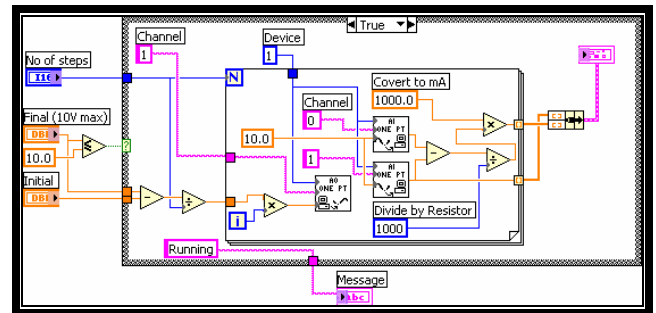 True
Channel
1
Device
1
No of steps
I16
N
Covert to mA
1000.0
Final (10V max)
DBL
10.0
Channel
0
AI
ONE PT
10.0
?
1
AI
ONE PT
Initial
DBL
AO
ONE PT
i
Divide by Resistor
1000
Running
Message
abc